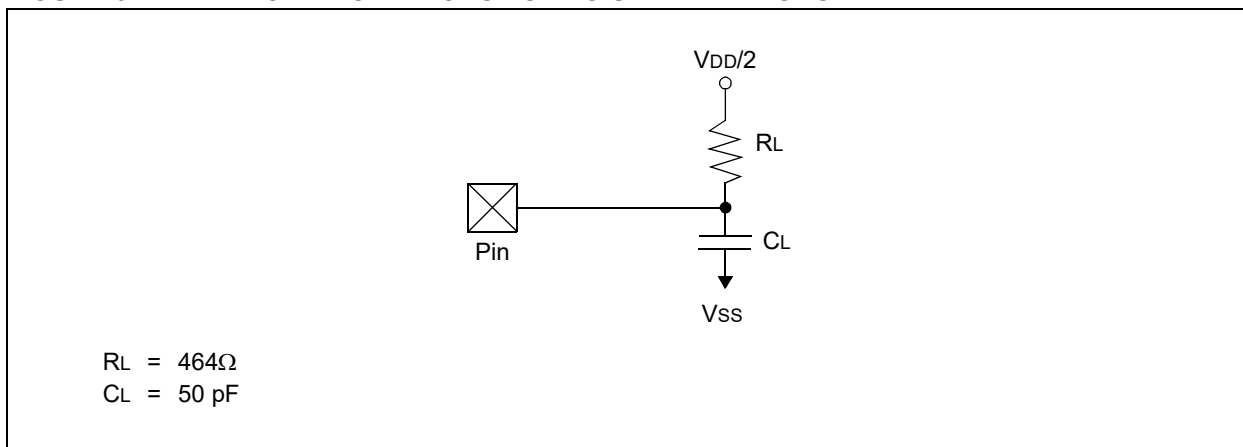 VDD/2
RL
Pin
CL
VSS
RL = 464Ω
CL = 50 pF